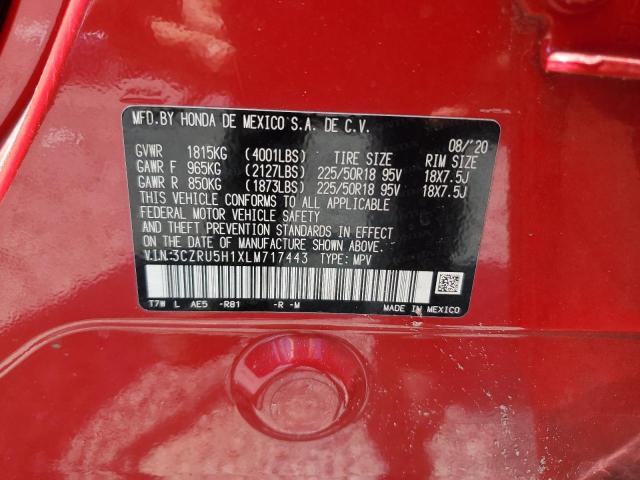 MFD.BY HONDA DE MEXICO S.A. DE C.V.
08/'20
GVWR 1815KG (4001LBS) TIRE SIZE RIM SIZE
GAWR F 965KG (2127LBS) 225/50R18 95V 18X7.5J
GAWR R 850KG (1873LBS) 225/50R18 95V 18X7.5J
THIS VEHICLE CONFORMS TO ALL APPLICABLE
FEDERAL MOTOR VEHICLE SAFETY
AND THEFT PREVENTION STANDARDS IN EFFECT
ON THE DATE OF MANUFACTURE SHOWN ABOVE.
V.I.N.:3CZRU5H1XLM717443 TYPE: MPV
T7W L AE5 -R81 -R -M MADE IN MEXICO